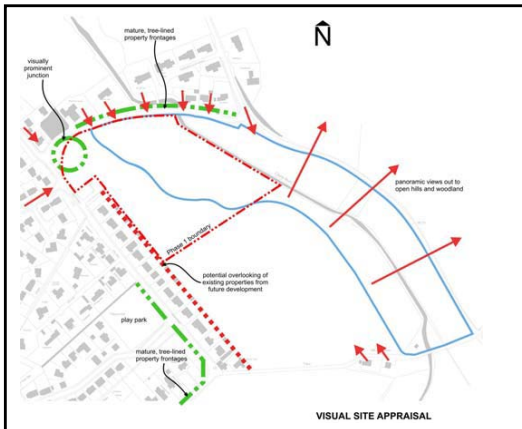 mature, tree-lined
property frontages
N
visually
prominent
junction
panoramic views out to
open hills and woodland
Phase 1 boundary
potential overlooking of
existing properties from
future development
play park
mature, tree-lined
property frontages
VISUAL SITE APPRAISAL